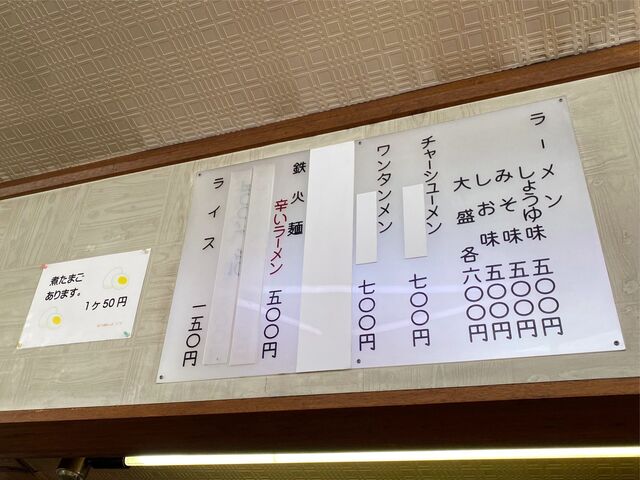 ラーメン
しょうゆ味 五〇〇円
みそ味 五〇〇円
しお味 五〇〇円
大盛 各六〇〇円
チャーシューメン 七〇〇円
ワンタンメン 七〇〇円
鉄火麺
辛いラーメン 五〇〇円
ライス 一五〇円
煮たまご
あります。
1ケ50円